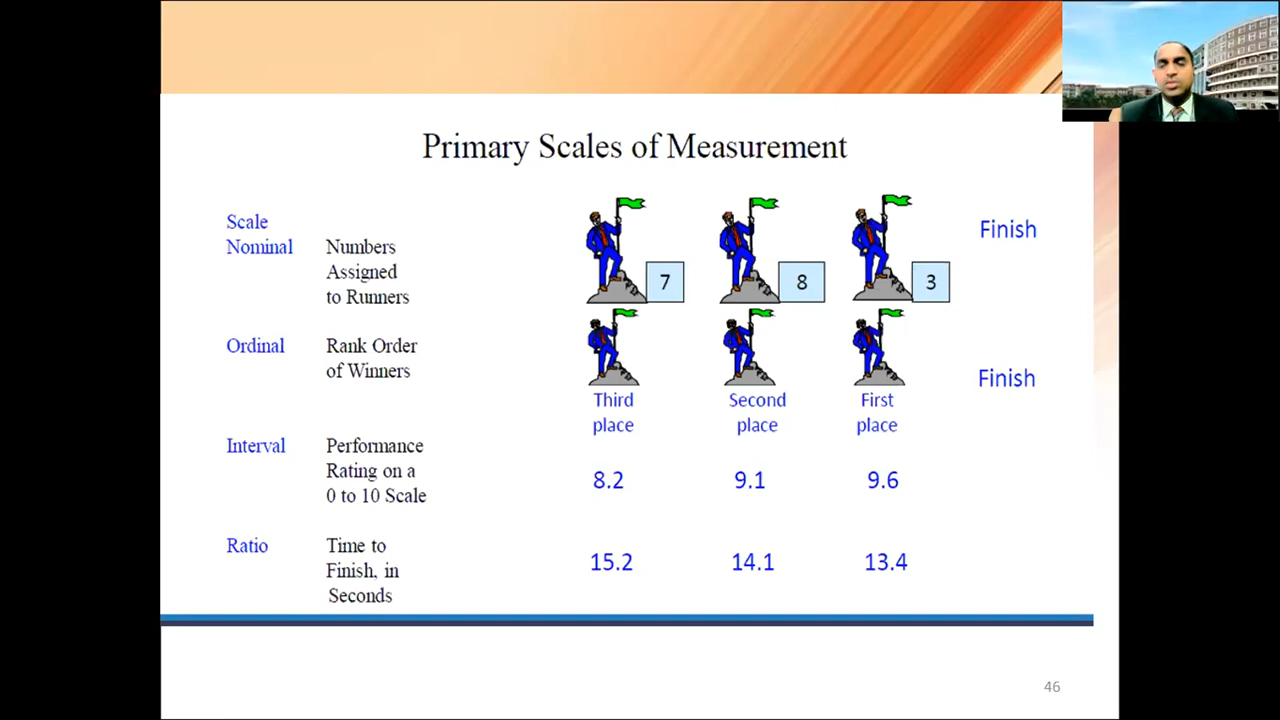 Primary Scales of Measurement
Scale
Nominal
Numbers
Assigned
to Runners
7
8
3
Finish
Ordinal
Rank Order
of Winners
Finish
Third
place
Second
place
First
place
Interval
Performance
Rating on a
0 to 10 Scale
8.2
9.1
9.6
Ratio
Time to
Finish, in
Seconds
15.2
14.1
13.4
46